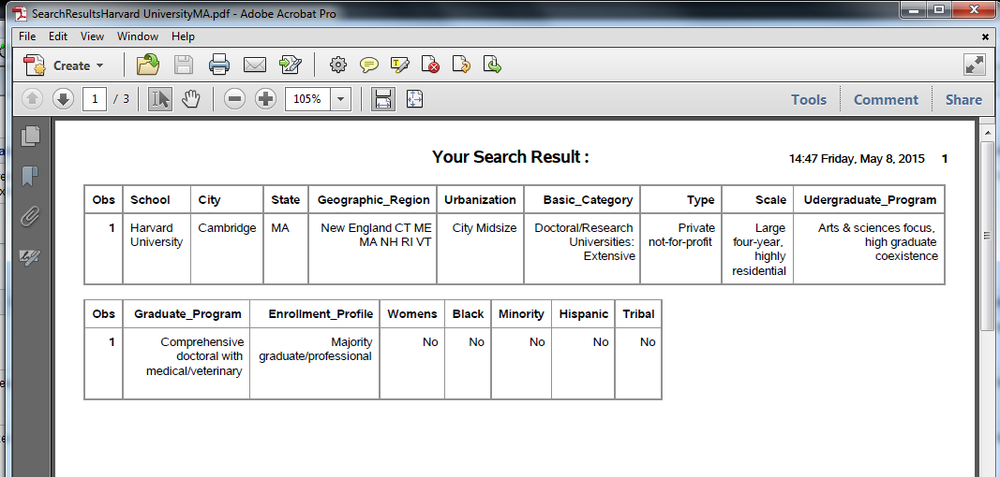 SearchResultsHarvard UniversityMA.pdf - Adobe Acrobat Pro
File Edit View Window Help
Create
1 / 3 105% Tools Comment Share
Your Search Result :
14:47 Friday, May 8, 2015 1
Obs School City State Geographic_Region Urbanization Basic_Category Type Scale Udergraduate_Program
1 Harvard Cambridge MA New England CT ME City Midsize Doctoral/Research Private Large Arts & sciences focus,
University MA NH RI VT Universities: not-for-profit four-year, high graduate
Extensive highly coexistence
residential
Obs Graduate_Program Enrollment_Profile Womens Black Minority Hispanic Tribal
1 Comprehensive Majority No No No No No
doctoral with graduate/professional
medical/veterinary